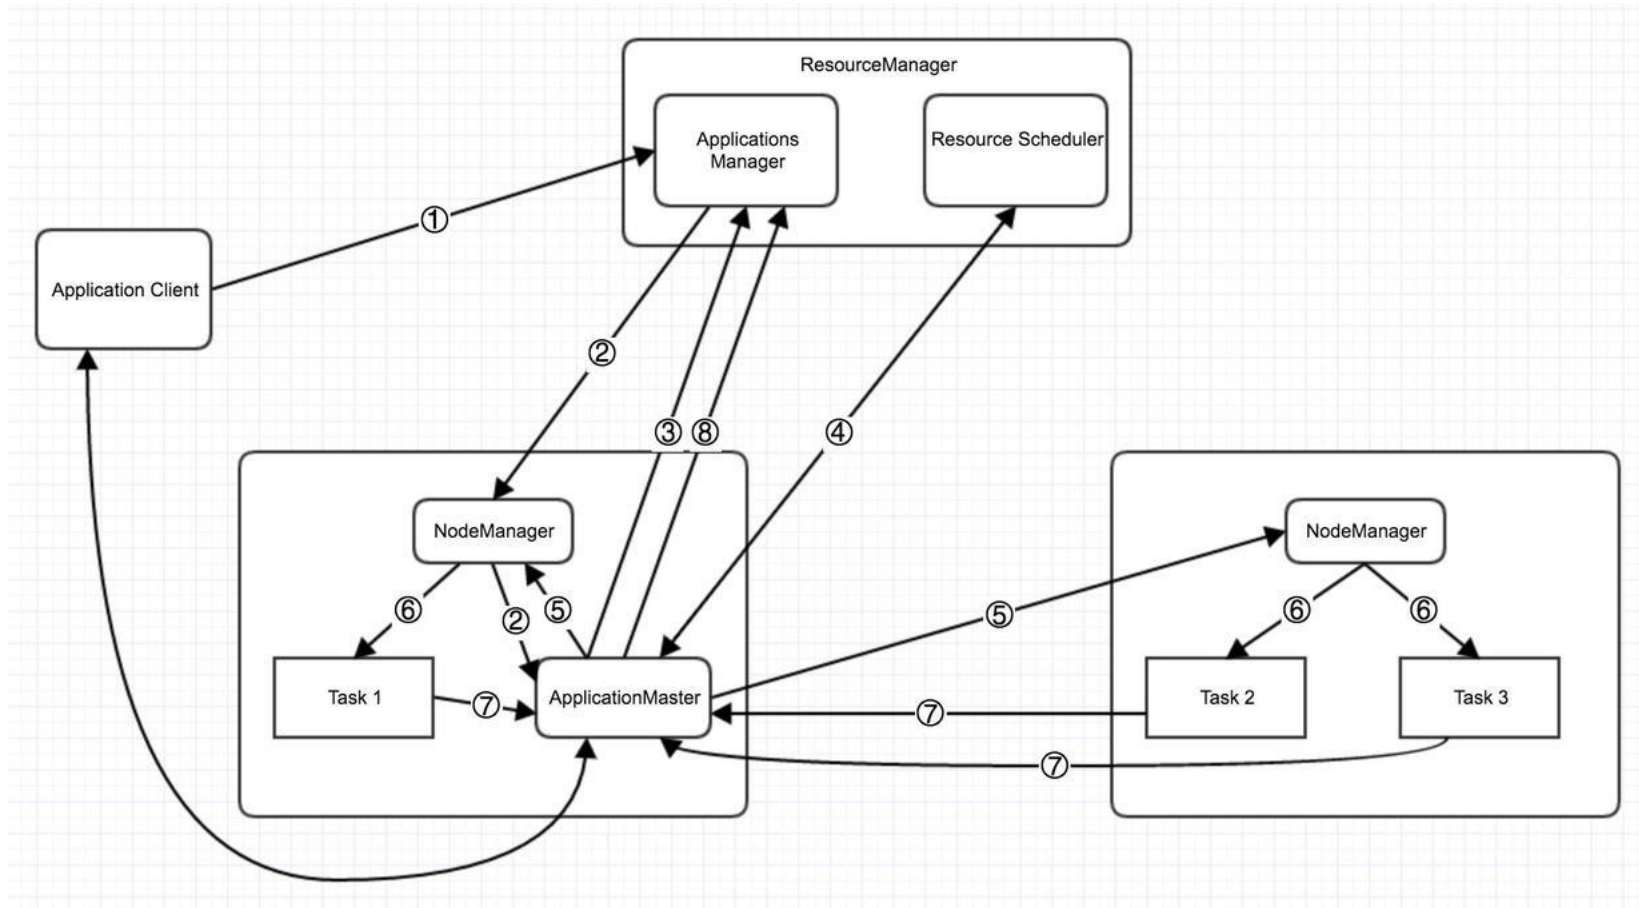 ResourceManager
Applications
Manager
Resource Scheduler
①
Application Client
②
③
⑧
④
NodeManager
NodeManager
⑥
②
⑤
⑤
⑥
⑥
Task 1
⑦
ApplicationMaster
⑦
Task 2
Task 3
⑦